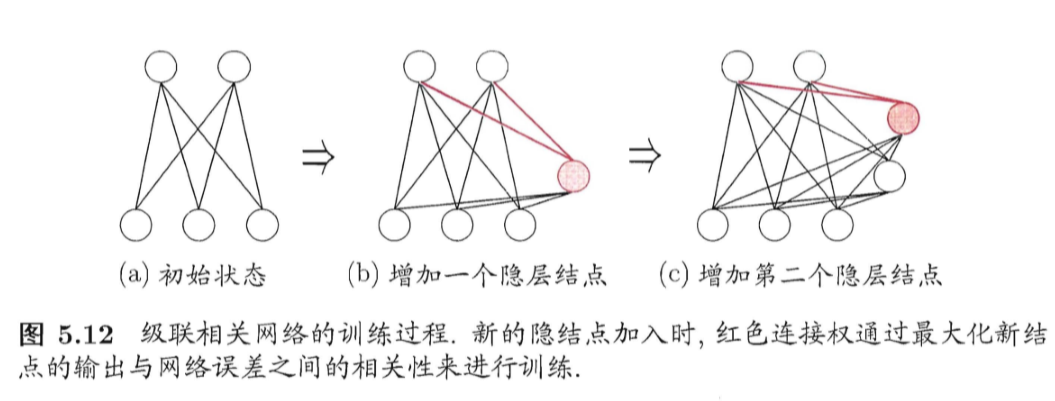 (a) 初始状态
(b) 增加一个隐层结点
(c) 增加第二个隐层结点
图 5.12 级联相关网络的训练过程. 新的隐结点加入时, 红色连接权通过最大化新结
点的输出与网络误差之间的相关性来进行训练.